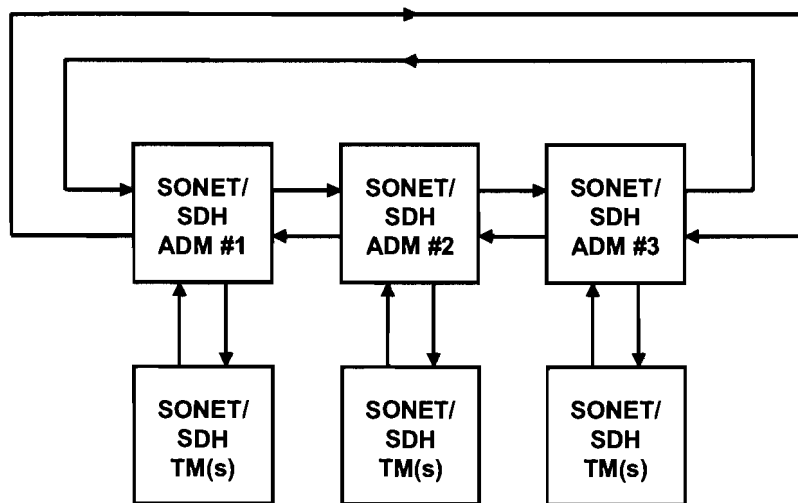 SONET/
SDH
ADM #1
SONET/
SDH
ADM #2
SONET/
SDH
ADM #3
SONET/
SDH
TM(s)
SONET/
SDH
TM(s)
SONET/
SDH
TM(s)